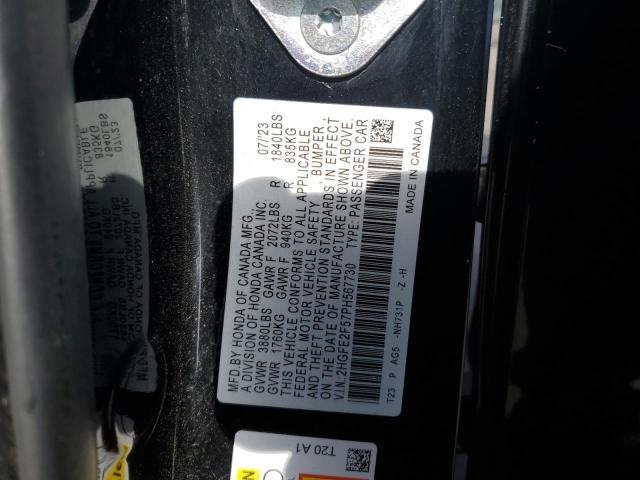 MFD.BY HONDA OF CANADA MFG. 07/'23
A DIVISION OF HONDA CANADA INC.
GVWR 3880LBS GAWR F 2072LBS R 1840LBS
GVWR 1760KG GAWR F 940KG R 835KG
THIS VEHICLE CONFORMS TO ALL APPLICABLE
FEDERAL MOTOR VEHICLE SAFETY, BUMPER,
AND THEFT PREVENTION STANDARDS IN EFFECT
ON THE DATE OF MANUFACTURE SHOWN ABOVE.
V.I.N.:2HGFE2F57PH567730 TYPE: PASSENGER CAR
T23 P AG5 -NH731P -Z -H MADE IN CANADA
T20 A1